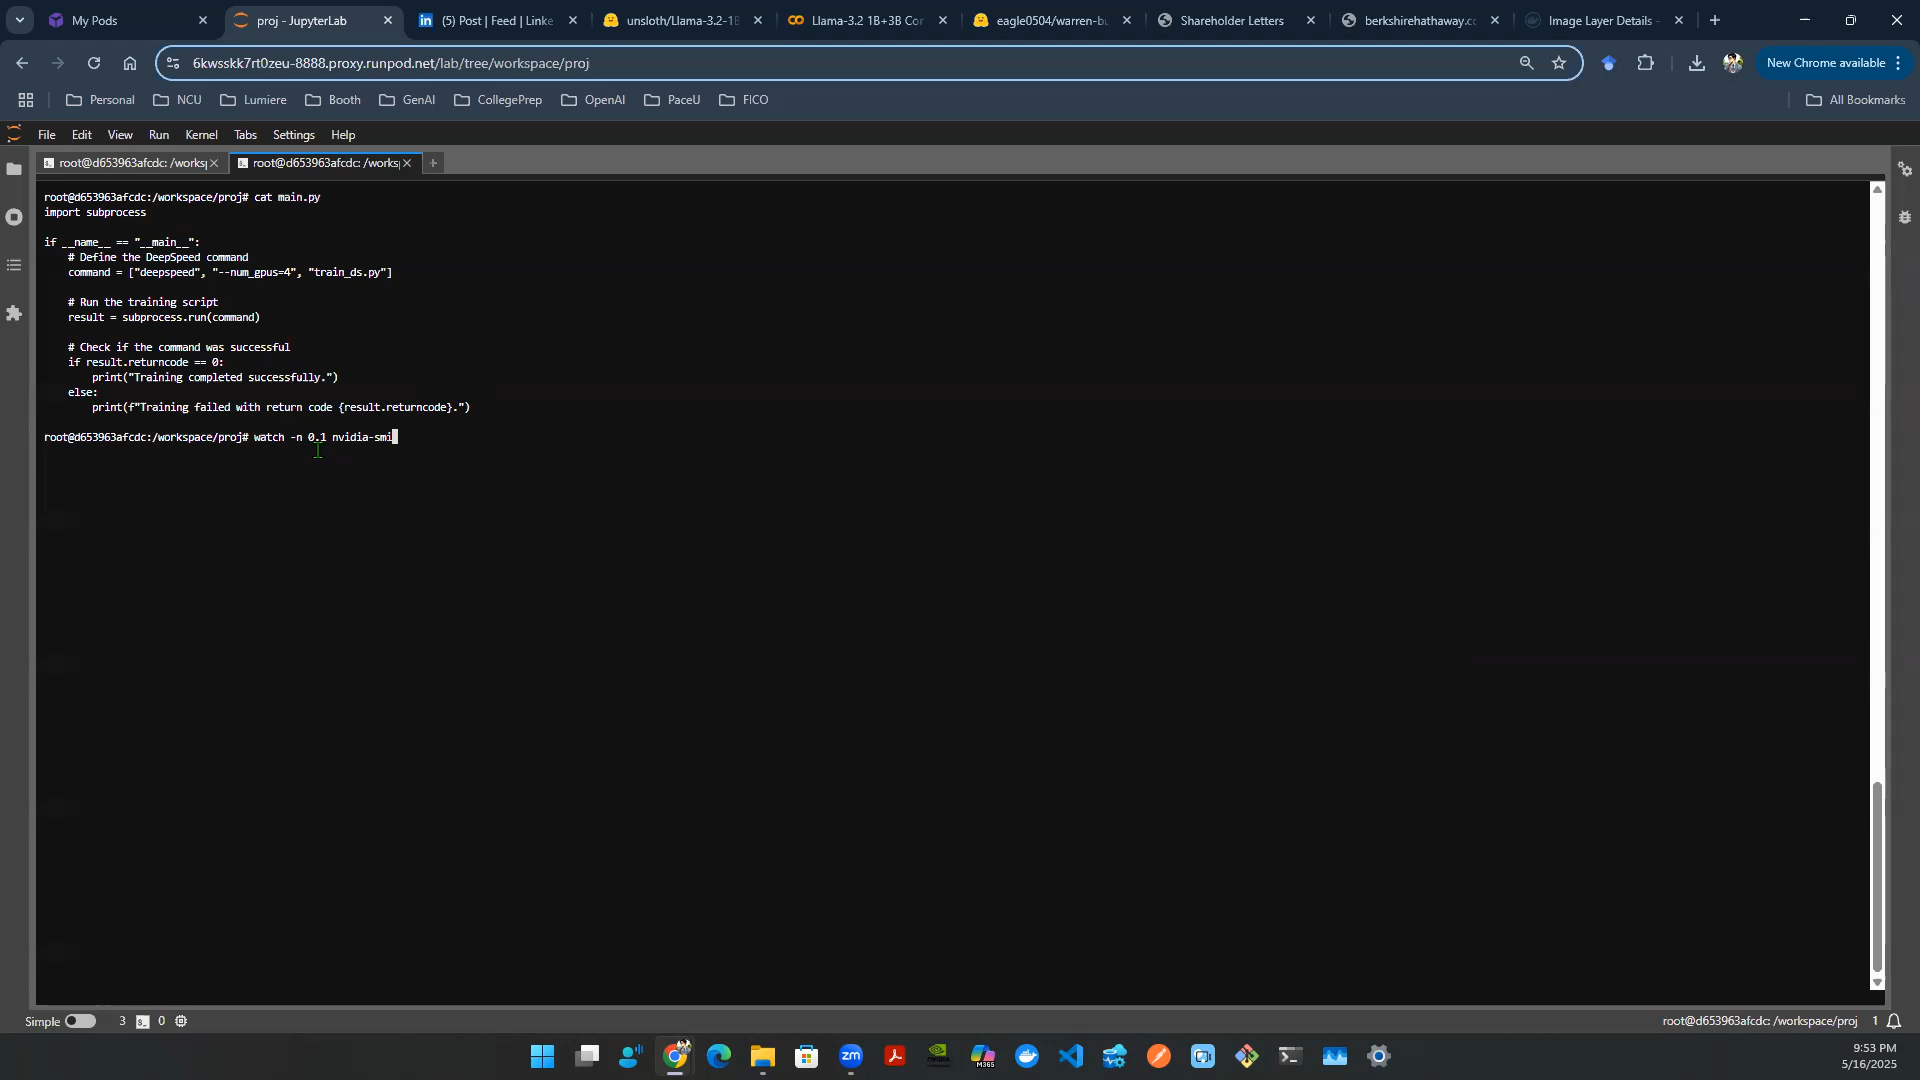 My Pods
proj - JupyterLab
(5) Post | Feed | Linke
unsloth/Llama-3.2-1B
Llama-3.2 1B+3B Cor
eagle0504/warren-bu
Shareholder Letters
berkshirehathaway.co
Image Layer Details -
6kwsskk7rt0zeu-8888.proxy.runpod.net/lab/tree/workspace/proj
New Chrome available
Personal
NCU
Lumiere
Booth
GenAI
CollegePrep
OpenAI
PaceU
FICO
All Bookmarks
File Edit View Run Kernel Tabs Settings Help
root@d653963afcdc: /worksp
root@d653963afcdc: /worksp
root@d653963afcdc:/workspace/proj# cat main.py
import subprocess
if __name__ == "__main__":
# Define the DeepSpeed command
command = ["deepspeed", "--num_gpus=4", "train_ds.py"]
# Run the training script
result = subprocess.run(command)
# Check if the command was successful
if result.returncode == 0:
print("Training completed successfully.")
else:
print(f"Training failed with return code {result.returncode}.")
root@d653963afcdc:/workspace/proj# watch -n 0.1 nvidia-smi
Simple
3
0
root@d653963afcdc: /workspace/proj
1
zm
M365
9:53 PM
5/16/2025